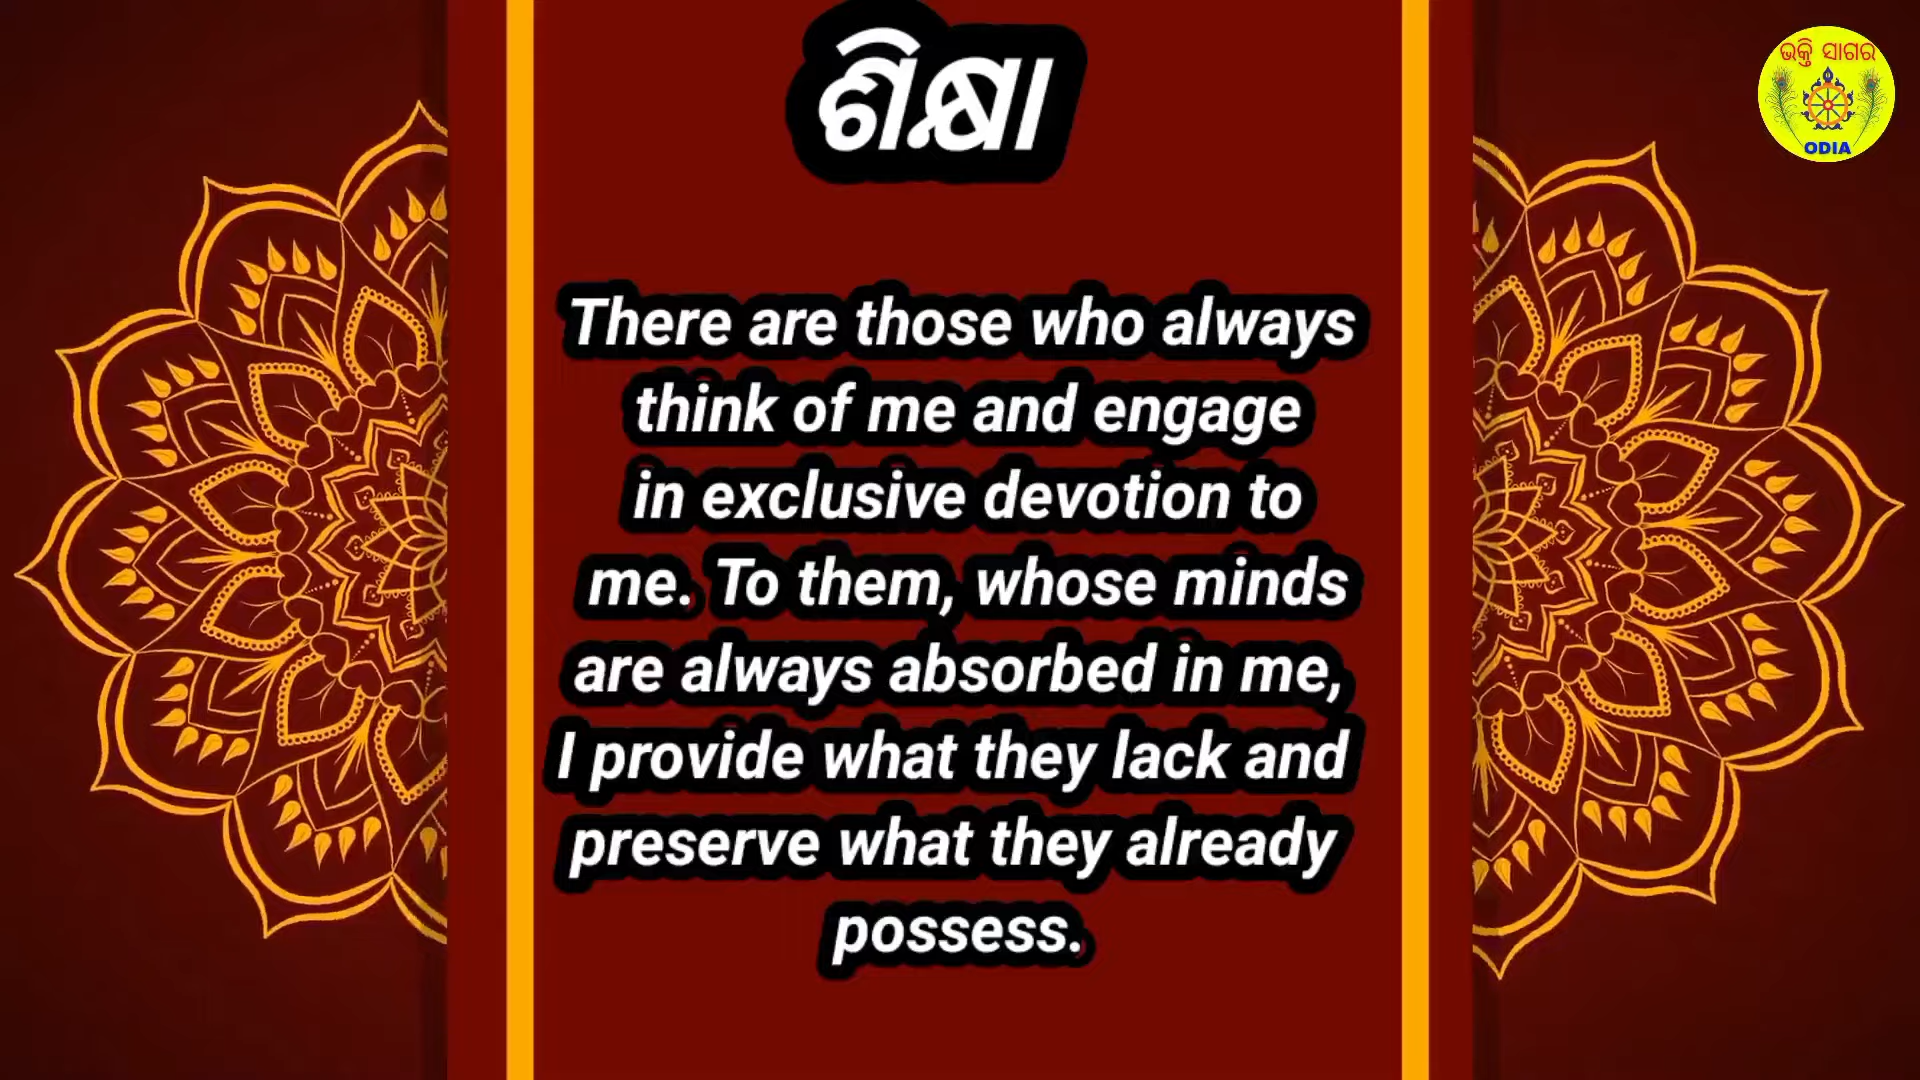 ଶିକ୍ଷା
ଭକ୍ତି ସାଗର
ODIA
There are those who always
think of me and engage
in exclusive devotion to
me. To them, whose minds
are always absorbed in me,
I provide what they lack and
preserve what they already
possess.